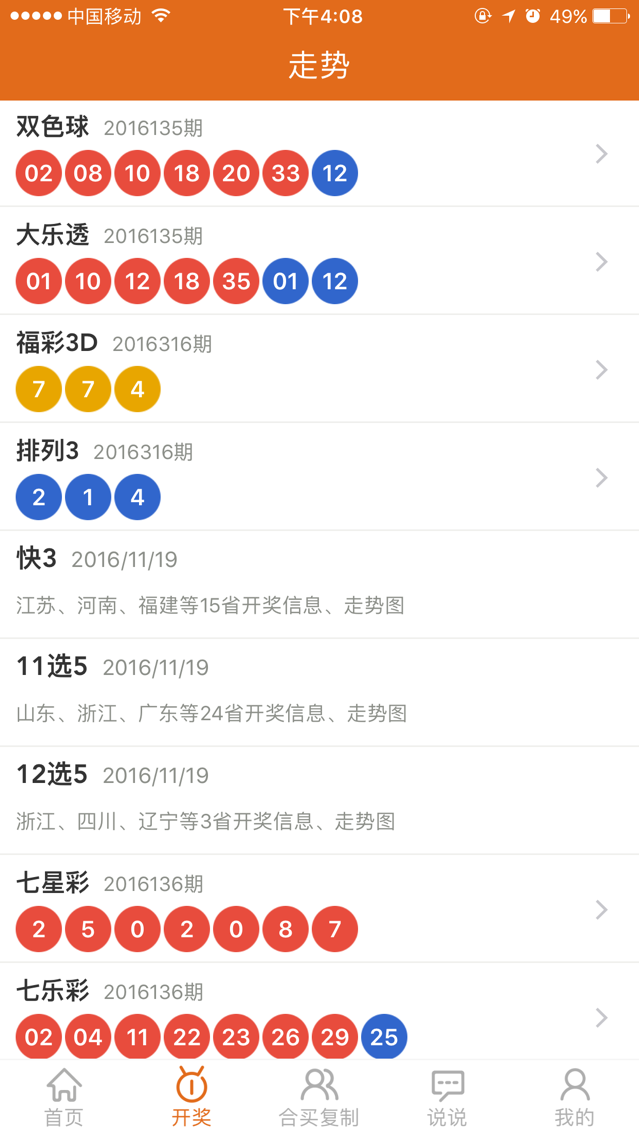 中国移动 下午4:08 49%
走势
双色球 2016135期
02 08 10 18 20 33 12
大乐透 2016135期
01 10 12 18 35 01 12
福彩3D 2016316期
7 7 4
排列3 2016316期
2 1 4
快3 2016/11/19
江苏、河南、福建等15省开奖信息、走势图
11选5 2016/11/19
山东、浙江、广东等24省开奖信息、走势图
12选5 2016/11/19
浙江、四川、辽宁等3省开奖信息、走势图
七星彩 2016136期
2 5 0 2 0 8 7
七乐彩 2016136期
02 04 11 22 23 26 29 25
首页 开奖 合买复制 说说 我的